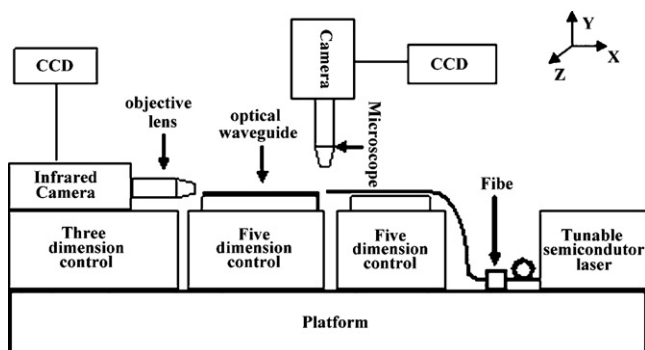 CCD
Camera
CCD
Y
X
Z
objective
lens
optical
waveguide
Microscope
Infrared
Camera
Fibe
Three
dimension
control
Five
dimension
control
Five
dimension
control
Tunable
semicondutor
laser
Platform